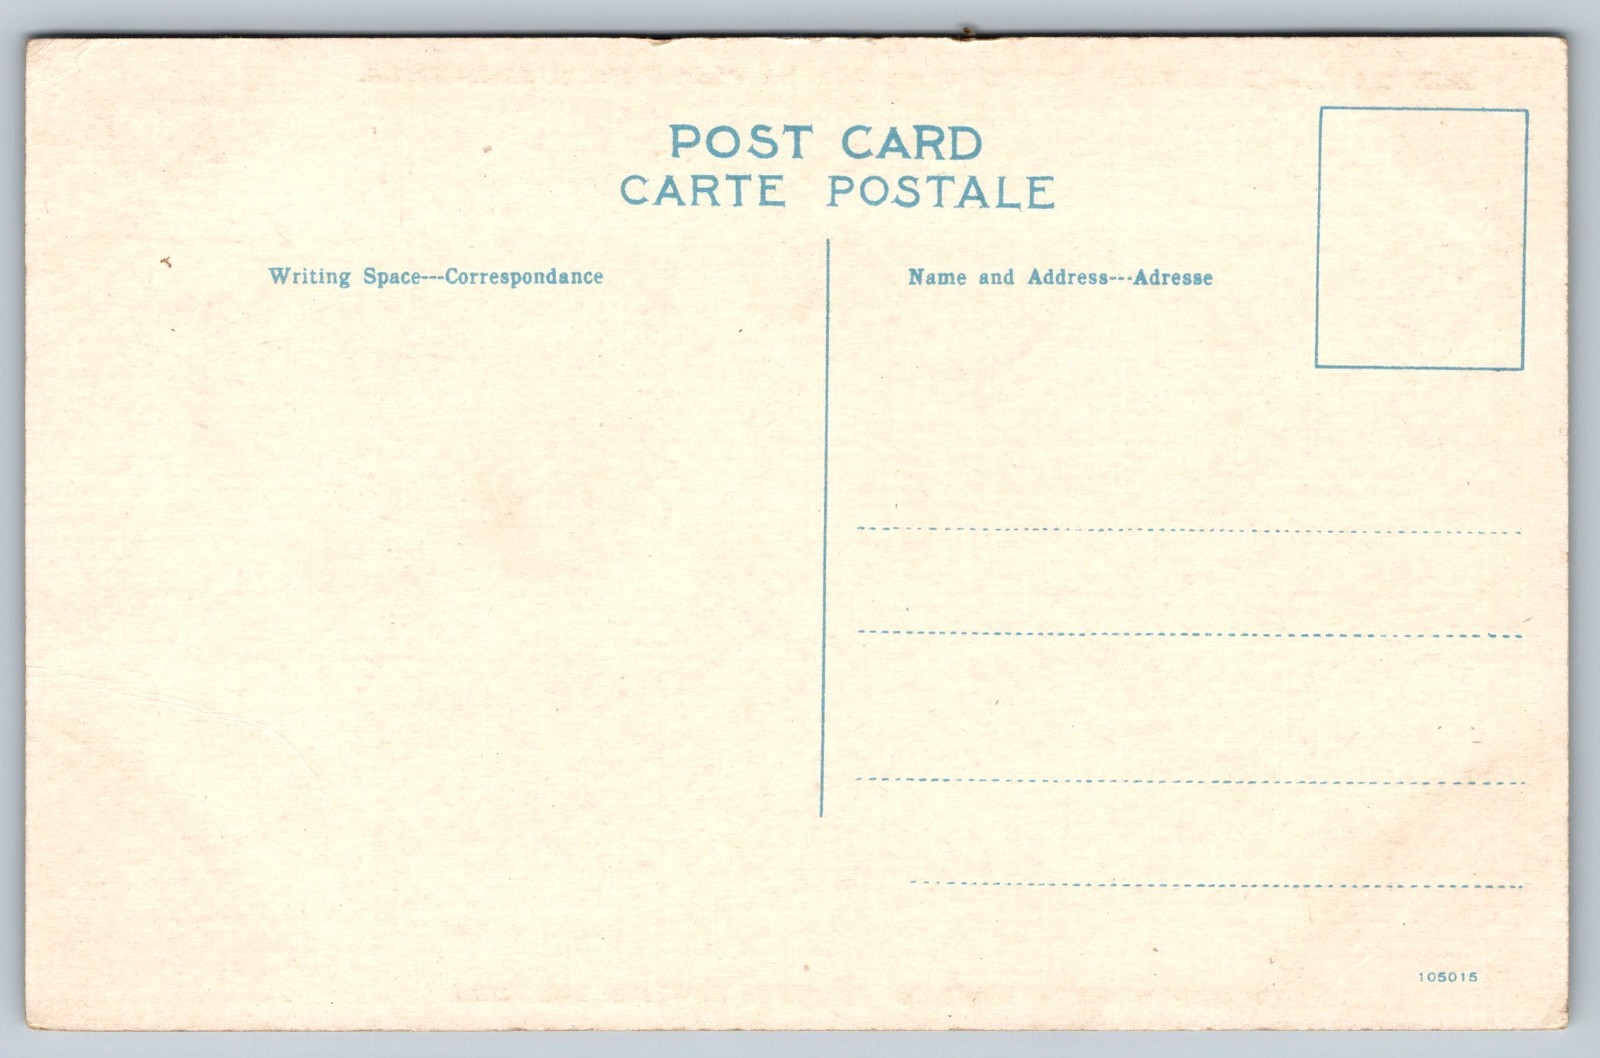 POST CARD
CARTE POSTALE
Writing Space---Correspondance
Name and Address---Adresse
105015